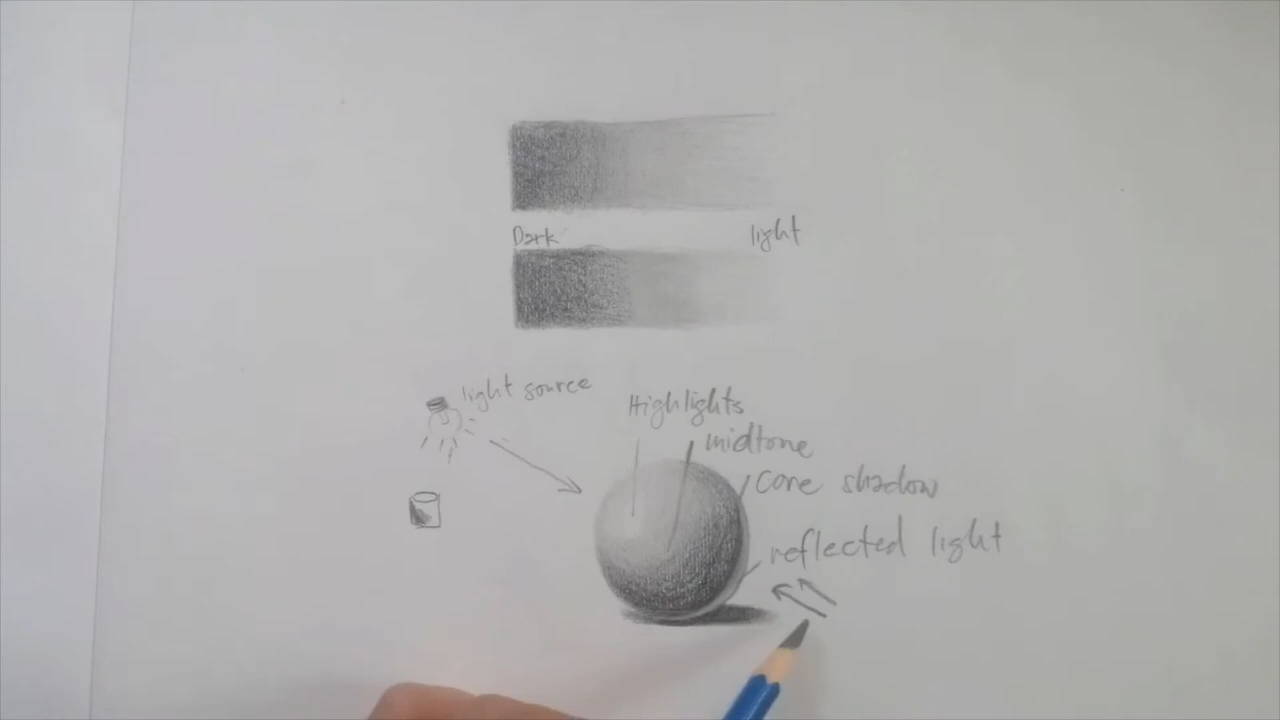 Dark
light
light source
Highlights
midtone
core shadow
reflected light